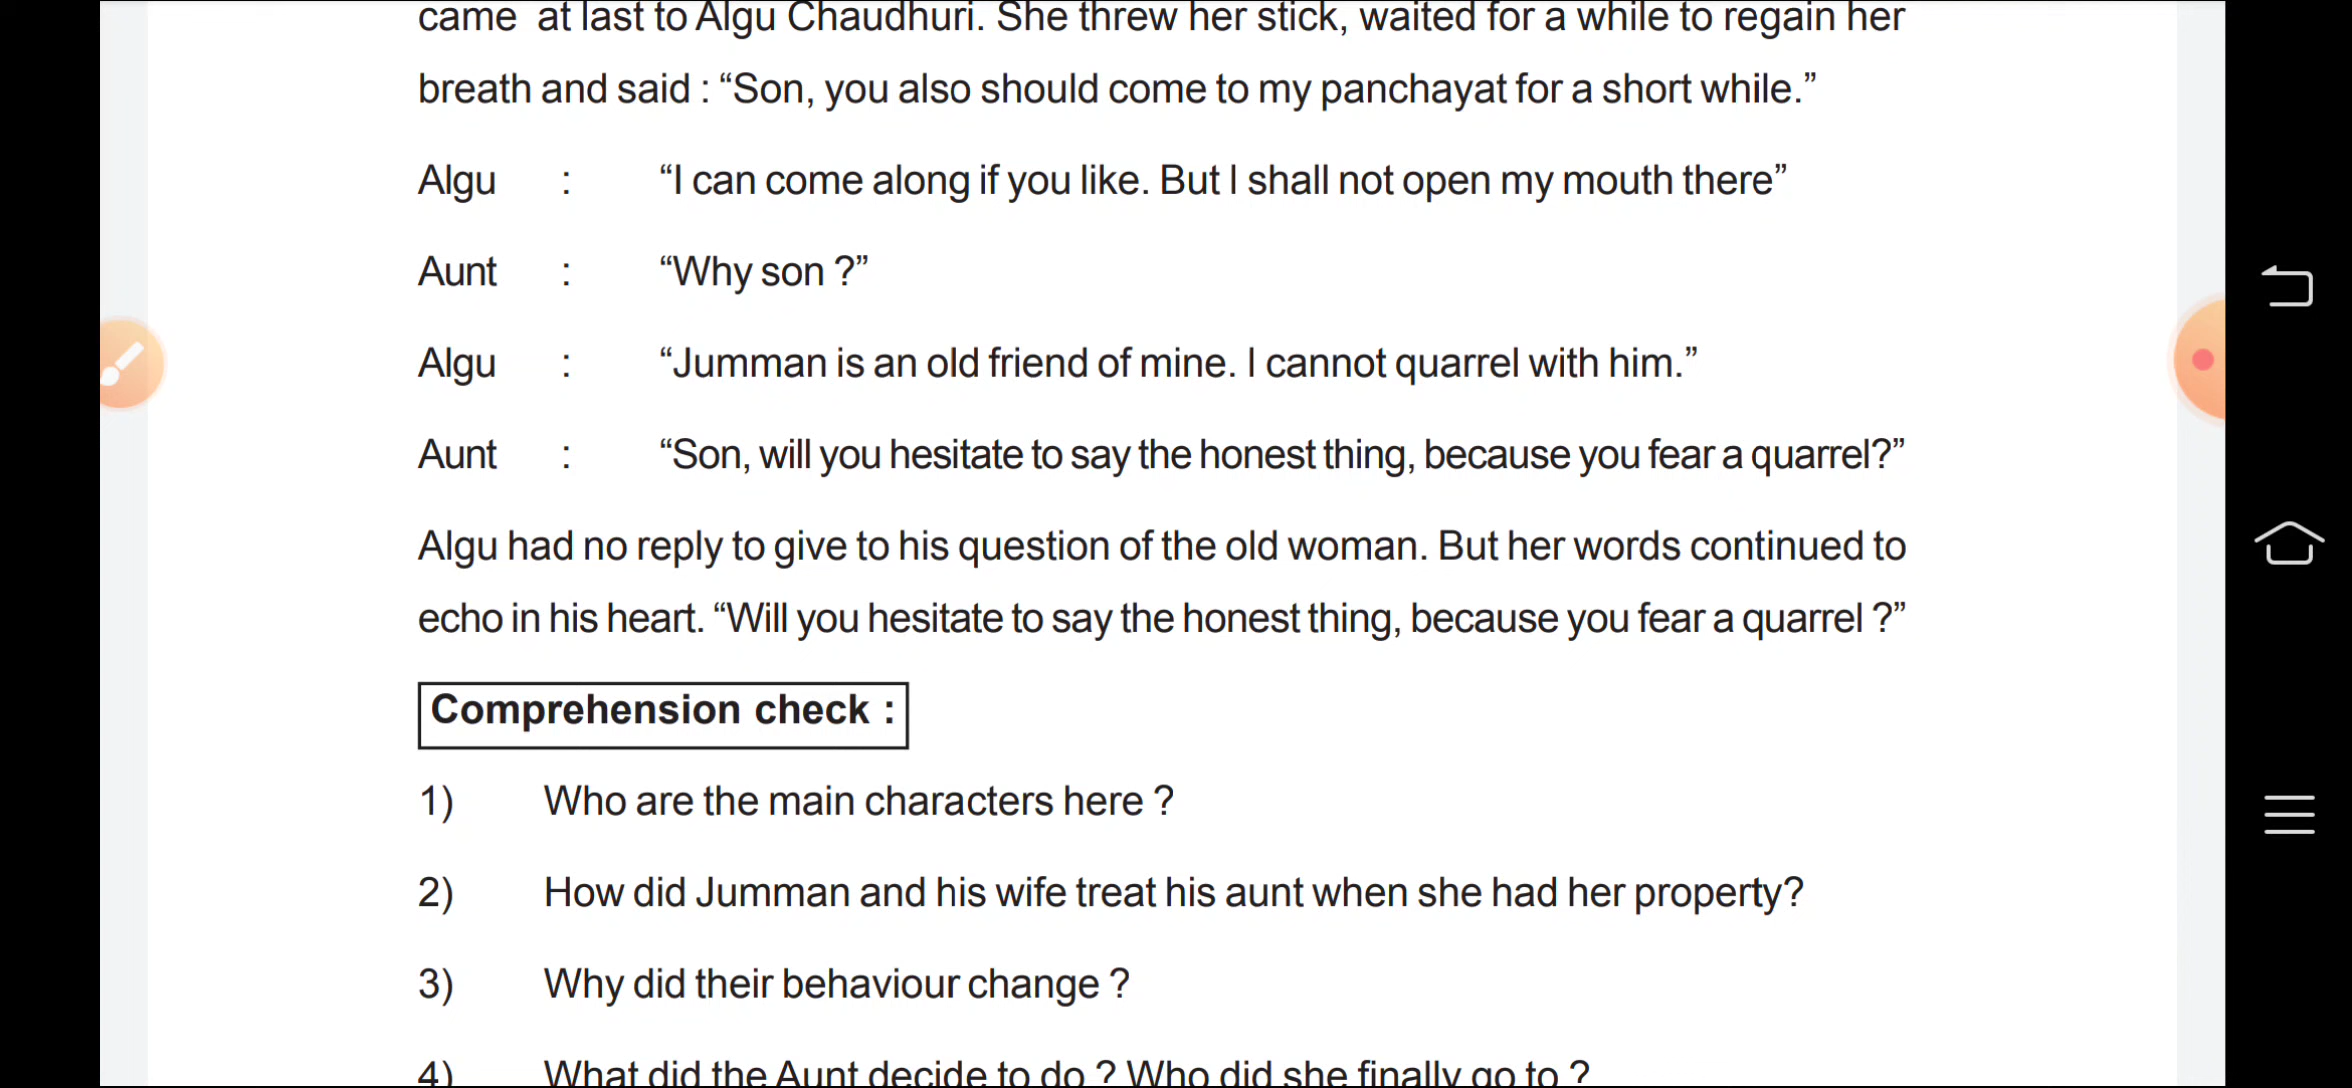 came at last to Algu Chaudhuri. She threw her stick, waited for a while to regain her
breath and said : “Son, you also should come to my panchayat for a short while.”
Algu : “I can come along if you like. But I shall not open my mouth there”
Aunt : “Why son ?”
Algu : “Jumman is an old friend of mine. I cannot quarrel with him.”
Aunt : “Son, will you hesitate to say the honest thing, because you fear a quarrel?”
Algu had no reply to give to his question of the old woman. But her words continued to
echo in his heart. “Will you hesitate to say the honest thing, because you fear a quarrel ?”
Comprehension check :
1) Who are the main characters here ?
2) How did Jumman and his wife treat his aunt when she had her property?
3) Why did their behaviour change ?
4) What did the Aunt decide to do ? Who did she finally go to ?